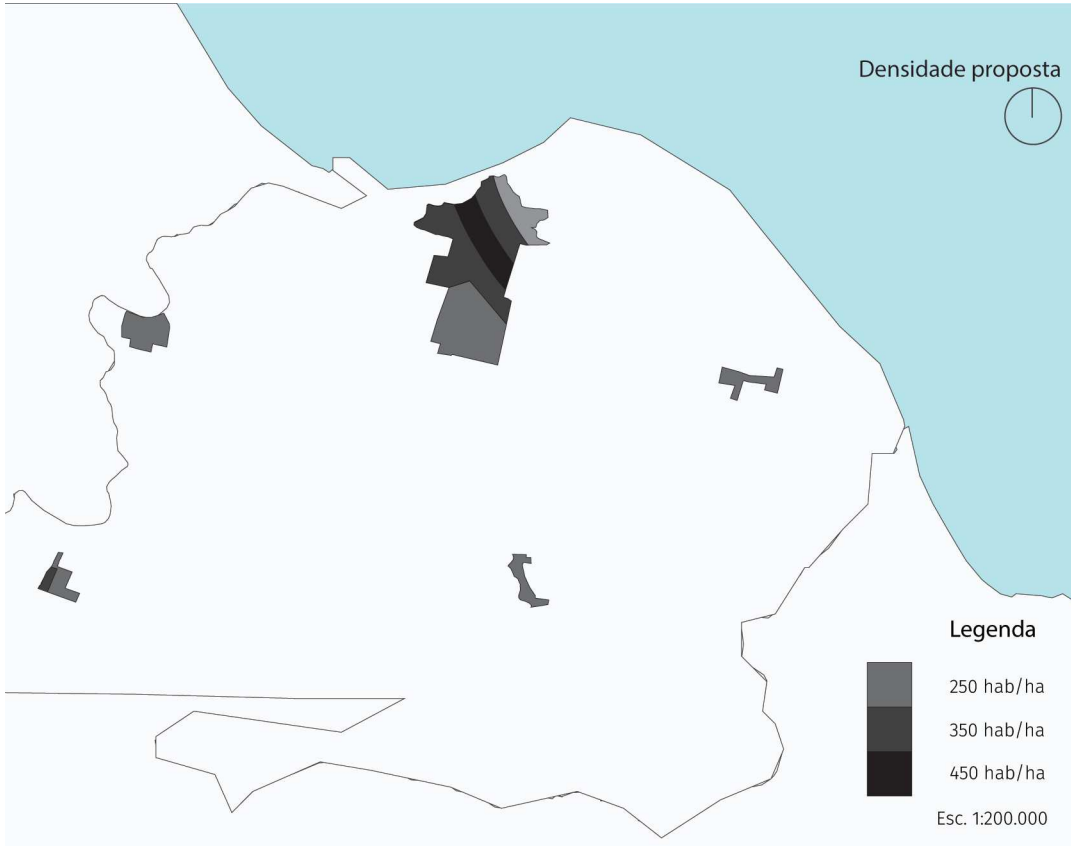 Densidade proposta
Legenda
250 hab/ha
350 hab/ha
450 hab/ha
Esc. 1:200.000